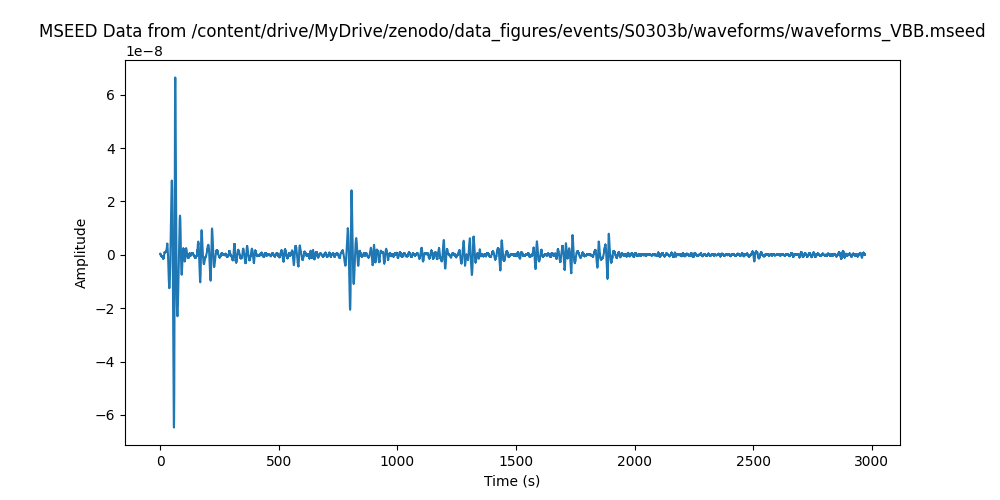 MSEED Data from /content/drive/MyDrive/zenodo/data_figures/events/S0303b/waveforms/waveforms_VBB.mseed
1e−8
6
4
2
0
−2
−4
−6
Amplitude
0 500 1000 1500 2000 2500 3000
Time (s)